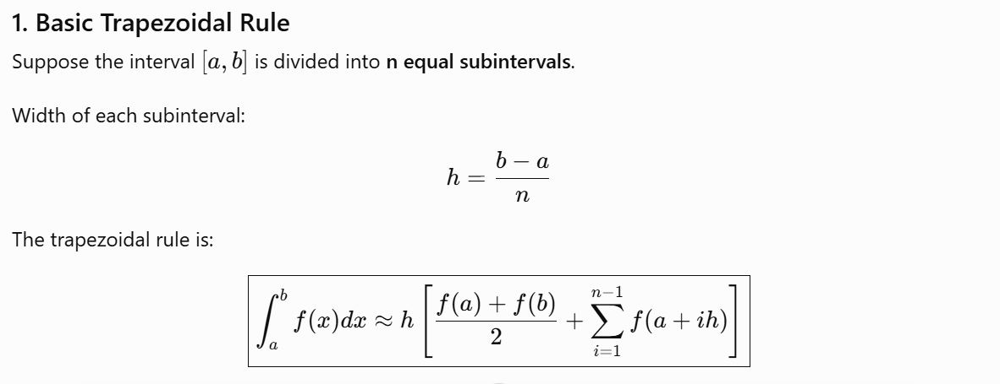 1. Basic Trapezoidal Rule
Suppose the interval [a, b] is divided into n equal subintervals.
Width of each subinterval:
h = \frac{b - a}{n}
The trapezoidal rule is:
\int_a^b f(x)dx \approx h \left[ \frac{f(a) + f(b)}{2} + \sum_{i=1}^{n-1} f(a + ih) \right]